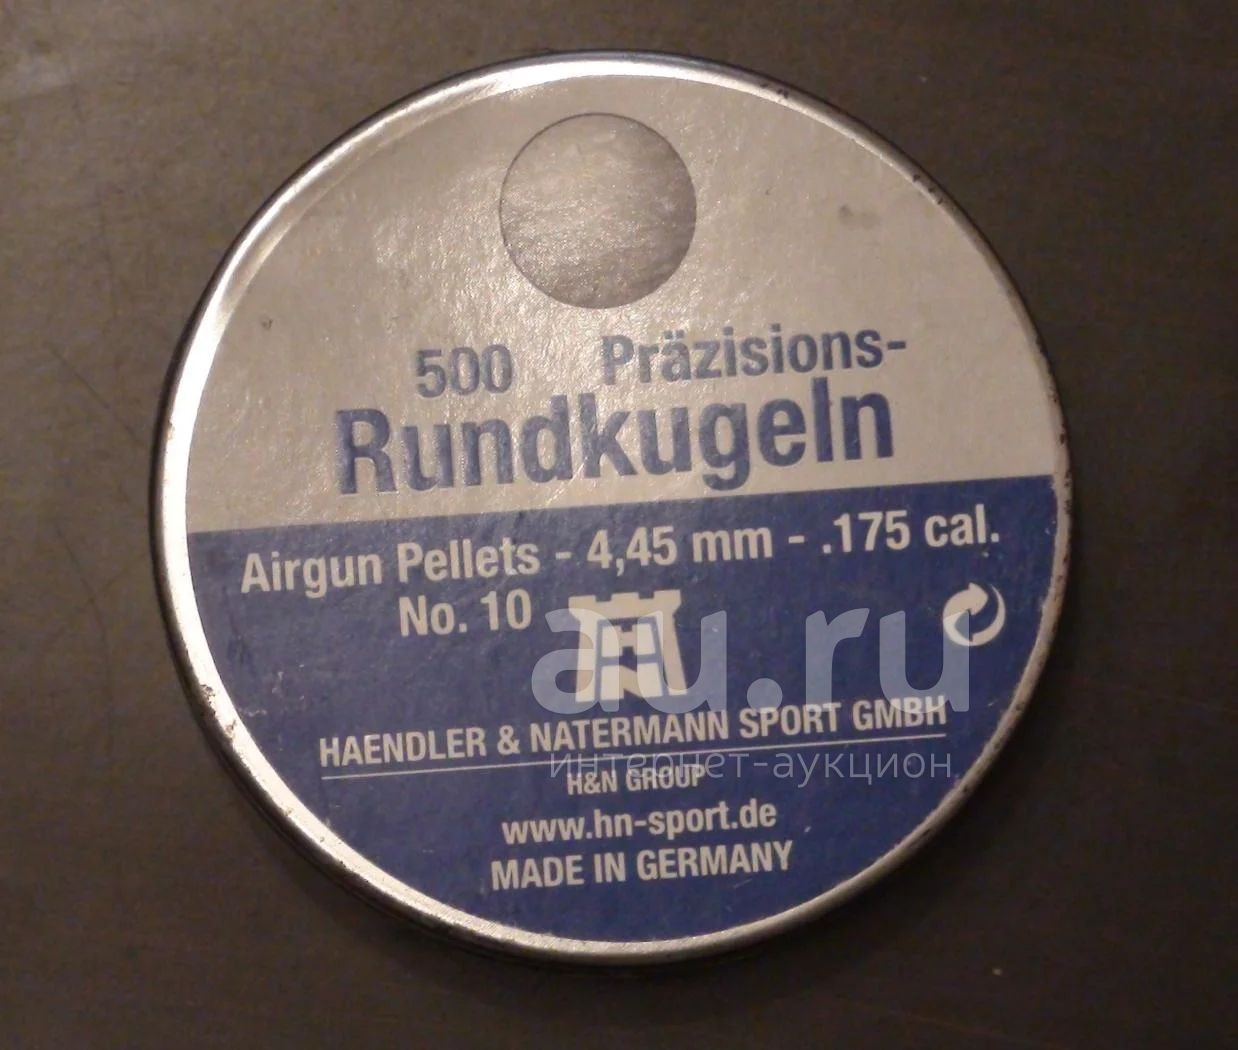 500 Präzisions-
Rundkugeln
Airgun Pellets - 4,45 mm - .175 cal.
No. 10
HN
au.ru
HAENDLER & NATERMANN SPORT GMBH
интернет-аукцион
H&N GROUP
www.hn-sport.de
MADE IN GERMANY